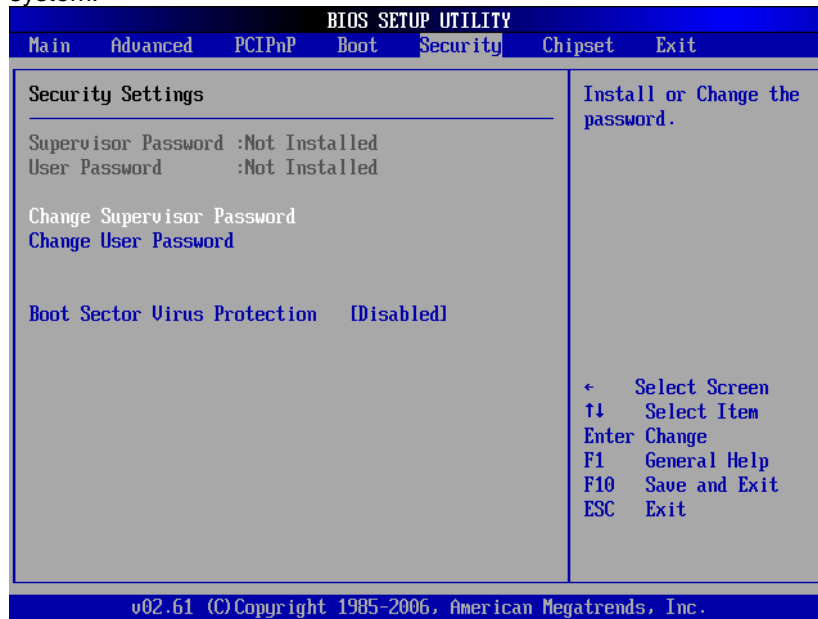 system.
BIOS SETUP UTILITY
Main Advanced PCIPnP Boot Security Chipset Exit
Security Settings
Supervisor Password :Not Installed
User Password :Not Installed
Change Supervisor Password
Change User Password
Boot Sector Virus Protection [Disabled]
Install or Change the
password.
← Select Screen
↑↓ Select Item
Enter Change
F1 General Help
F10 Save and Exit
ESC Exit
v02.61 (C)Copyright 1985-2006, American Megatrends, Inc.